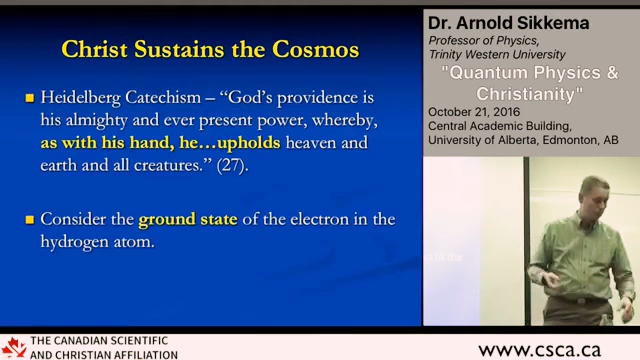 Christ Sustains the Cosmos
Heidelberg Catechism – “God’s providence is
his almighty and ever present power, whereby,
as with his hand, he…upholds heaven and
earth and all creatures.” (27).
Consider the ground state of the electron in the
hydrogen atom.
Dr. Arnold Sikkema
Professor of Physics,
Trinity Western University
"Quantum Physics &
Christianity"
October 21, 2016
Central Academic Building,
University of Alberta, Edmonton, AB
THE CANADIAN SCIENTIFIC
AND CHRISTIAN AFFILIATION
www.csca.ca